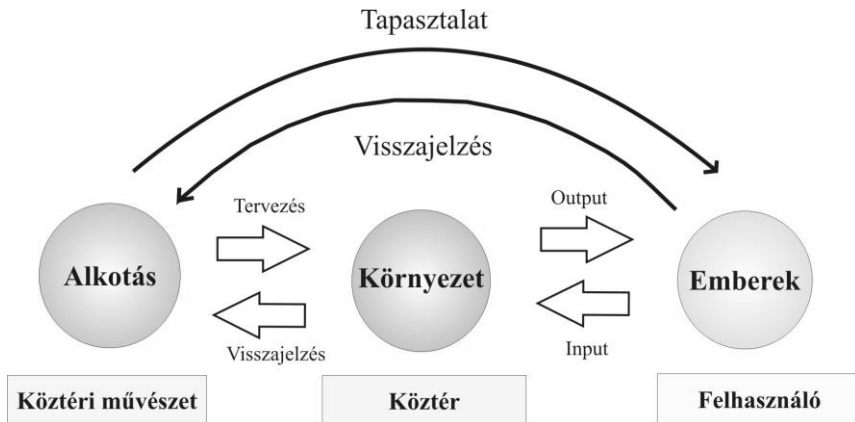 Tapasztalat
Visszajelzés
Tervezés
Output
Alkotás
Környezet
Emberek
Visszajelzés
Input
Köztéri művészet
Köztér
Felhasználó